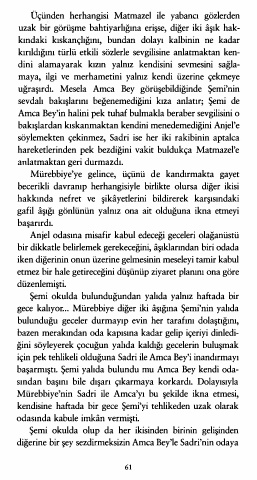 Üçünden herhangisi Matmazel ile yabancı gözlerden
uzak bir görüşme bahtiyarlığına erişse, diğer iki âşık hak-
kındaki kıskançlığını, bundan dolayı kalbinin ne kadar
kırıldığını türlü etkili sözlerle sevgilisine anlatmaktan ken-
dini alamayarak kızın yalnız kendisini sevmesini sağla-
maya, ilgi ve merhametini yalnız kendi üzerine çekmeye
uğraşırdı. Mesela Amca Bey görüşebildiğinde Şemi'nin
sevdalı bakışlarını beğenemediğini kıza anlatır; Şemi de
Amca Bey'in halini pek tuhaf bulmakla beraber sevgilisini o
bakışlardan kıskanmaktan kendini menedemediğini Anjel'e
söylemekten çekinmez, Sadri ise her iki rakibinin aptalca
hareketlerinden pek bezdiğini vakit buldukça Matmazel'e
anlatmaktan geri durmazdı.
Mürebbiye'ye gelince, üçünü de kandırmakta gayet
becerikli davranıp herhangisiyle birlikte olursa diğer ikisi
hakkında nefret ve şikâyetlerini bildirerek karşısındaki
gafil âşığı gönlünün yalnız ona ait olduğuna ikna etmeyi
başarırdı.
Anjel odasına misafir kabul edeceği geceleri olağanüstü
bir dikkatle belirlemek gerekeceğini, âşıklarından biri odada
iken diğerinin onun üzerine gelmesinin meseleyi tamir kabul
etmez bir hale getireceğini düşünüp ziyaret planını ona göre
düzenlemişti.
Şemi okulda bulunduğundan yalıda yalnız haftada bir
gece kalıyor... Mürebbiye diğer iki âşığına Şemi'nin yalıda
bulunduğu geceler durmayıp evin her tarafını dolaştığını,
bazen merakından oda kapısına kadar gelip içeriyi dinledi-
ğini söyleyerek çocuğun yalıda kaldığı gecelerin buluşmak
için pek tehlikeli olduğuna Sadri ile Amca Bey'i inandırmayı
başarmıştı. Şemi yalıda bulundu mu Amca Bey kendi oda-
sından başını bile dışarı çıkarmaya korkardı. Dolayısıyla
Mürebbiye'nin Sadri ile Amca'yı bu şekilde ikna etmesi,
kendisine haftada bir gece Şemi'yi tehlikeden uzak olarak
odasında kabule imkân vermişti.
Şemi okulda olup da her ikisinden birinin gelişinden
diğerine bir şey sezdirmeksizin Amca Bey'le Sadri'nin odaya
61